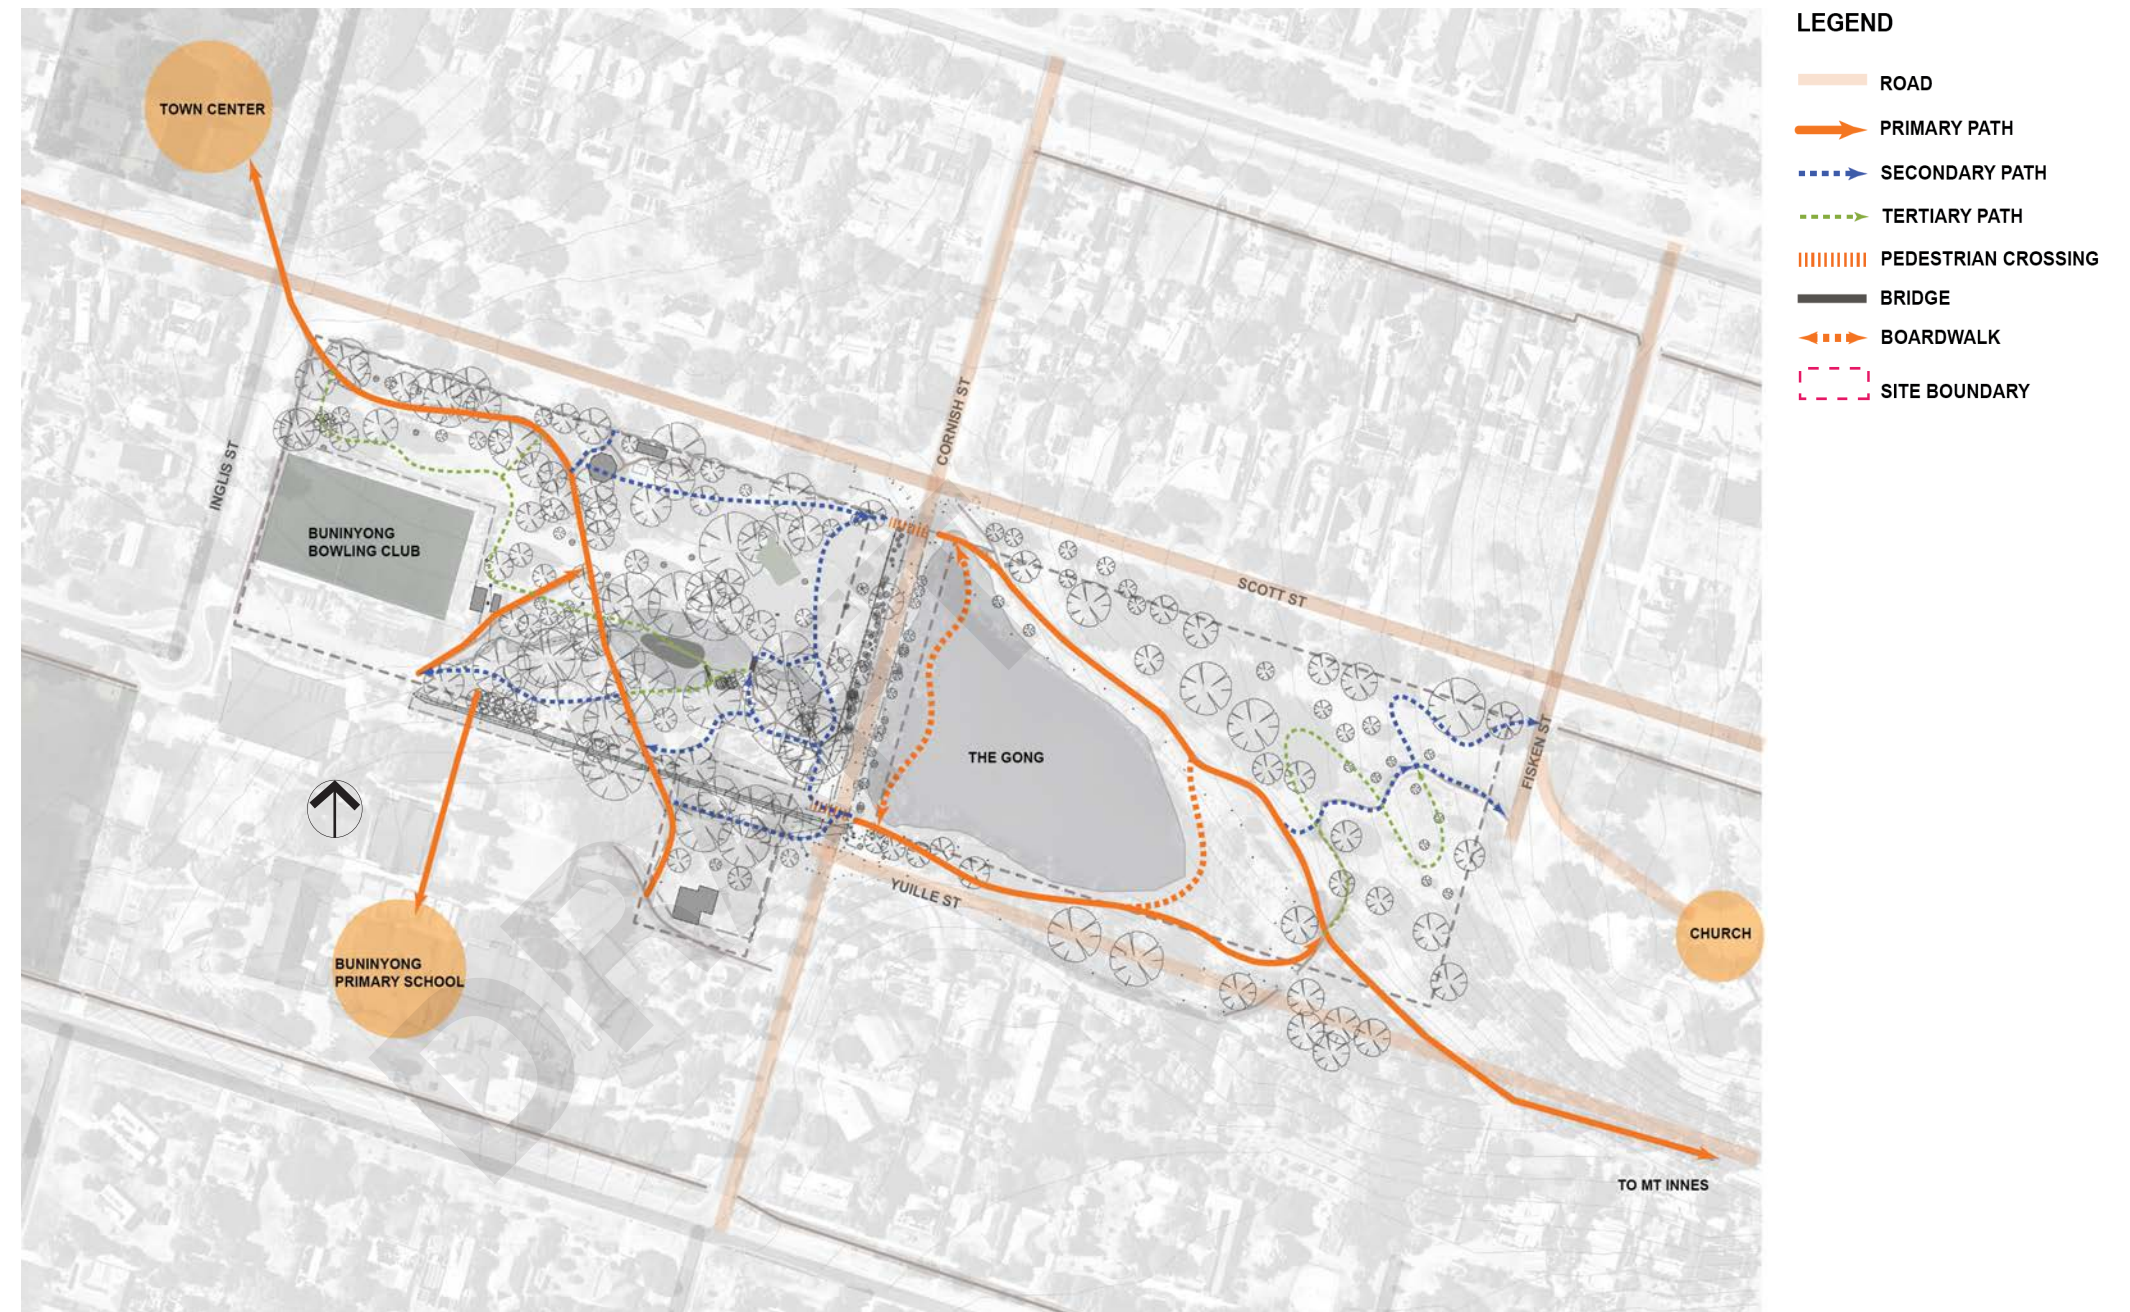 LEGEND
ROAD
PRIMARY PATH
SECONDARY PATH
TERTIARY PATH
PEDESTRIAN CROSSING
BRIDGE
BOARDWALK
SITE BOUNDARY
TOWN CENTER
CORNISH ST
INGLIS ST
BUNINYONG
BOWLING CLUB
SCOTT ST
THE GONG
FISKEN ST
YUILLE ST
CHURCH
BUNINYONG
PRIMARY SCHOOL
TO MT INNES